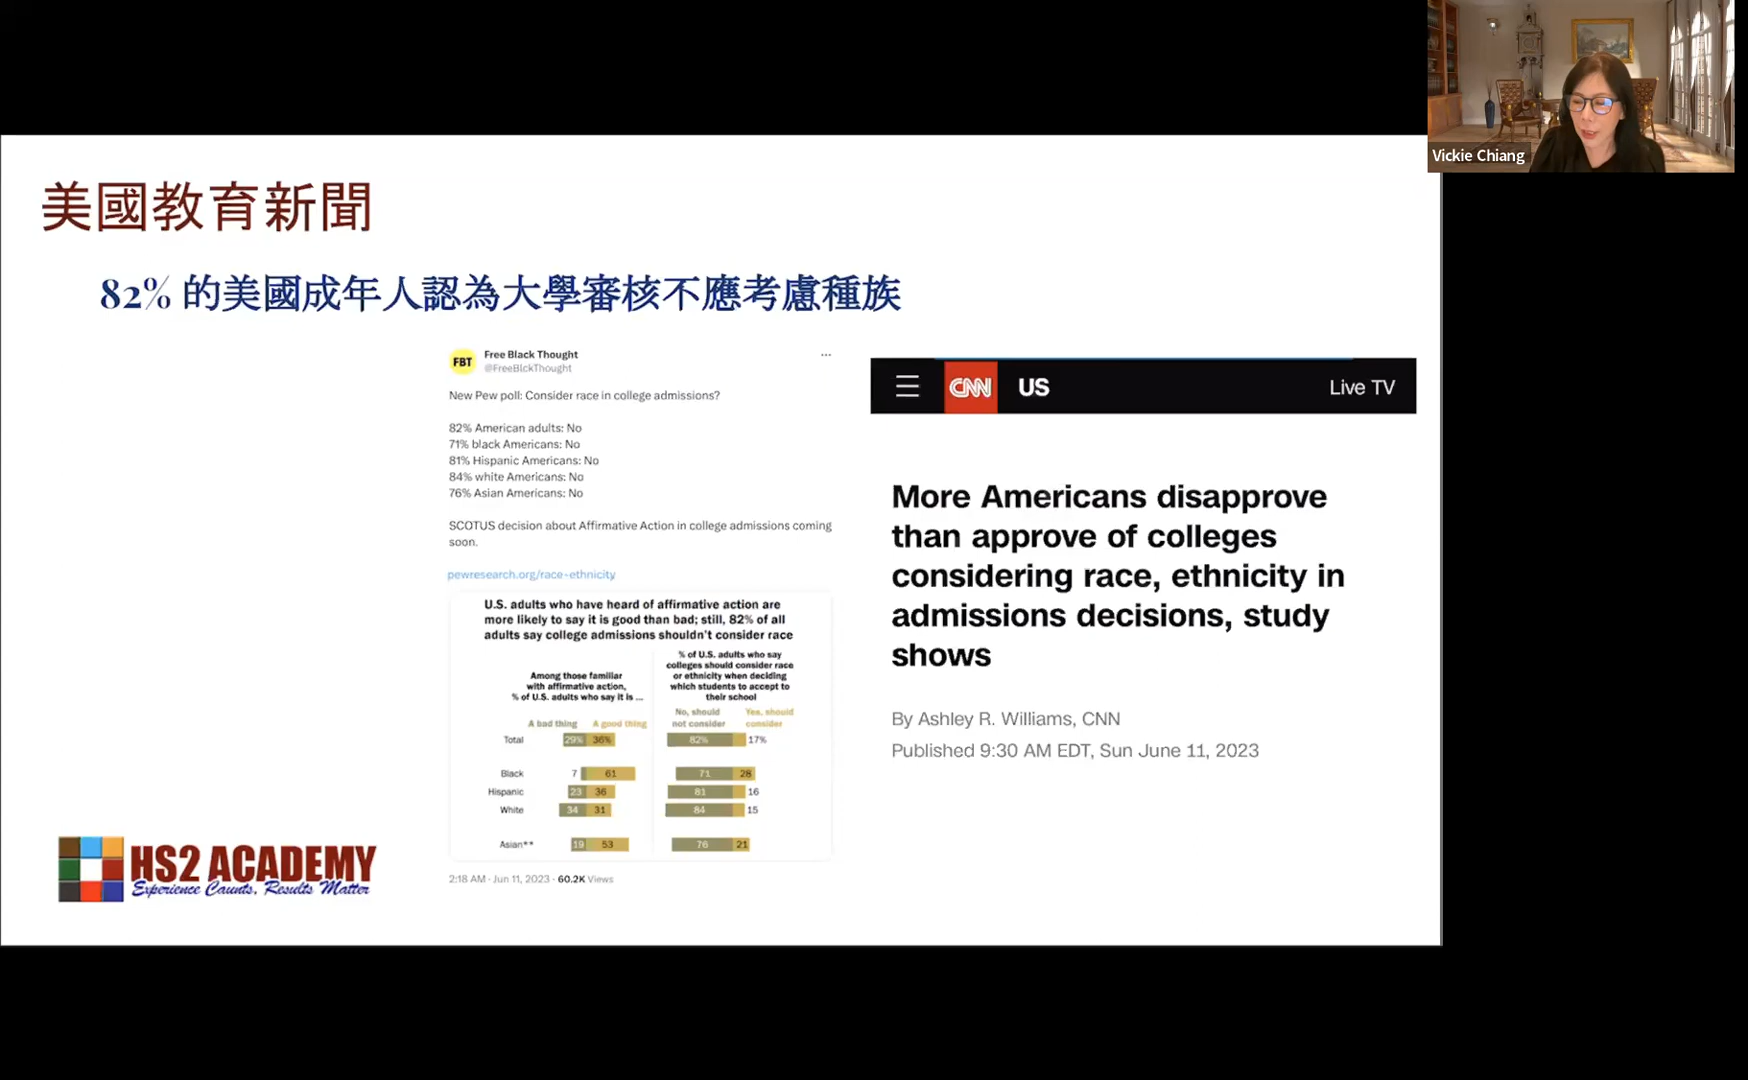 Vickie Chiang
美國教育新聞
82% 的美國成年人認為大學審核不應考慮種族
FBT
Free Black Thought
...
@FreeBlckThought
New Pew poll: Consider race in college admissions?
82% American adults: No
71% black Americans: No
81% Hispanic Americans: No
84% white Americans: No
76% Asian Americans: No
SCOTUS decision about Affirmative Action in college admissions coming
soon.
pewresearch.org/race-ethnicity
U.S. adults who have heard of affirmative action are
more likely to say it is good than bad; still, 82% of all
adults say college admissions shouldn't consider race
Among those familiar
with affirmative action,
% of U.S. adults who say it is ...
A bad thing A good thing
% of U.S. adults who say
colleges should consider race
or ethnicity when deciding
which students to accept to
their school
No, should
not consider
Yes, should
consider
Total 29% 36% 82% 17%
Black 7 61 71 28
Hispanic 23 36 81 16
White 34 31 84 15
Asian** 19 53 76 21
2:18 AM · Jun 11, 2023 · 60.2K Views
CNN US Live TV
More Americans disapprove
than approve of colleges
considering race, ethnicity in
admissions decisions, study
shows
By Ashley R. Williams, CNN
Published 9:30 AM EDT, Sun June 11, 2023
HS2 ACADEMY
Experience Counts, Results Matter